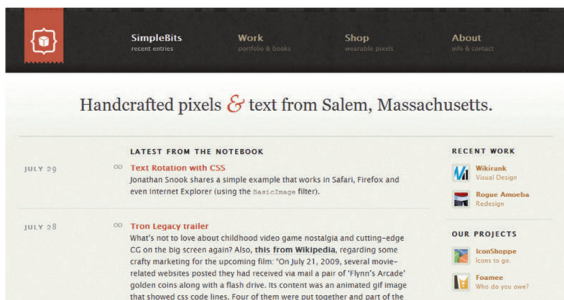 SimpleBits
recent entries
Work
portfolio & books
Shop
wearable pixels
About
info & contact
Handcrafted pixels & text from Salem, Massachusetts.
LATEST FROM THE NOTEBOOK
JULY 29
∞ Text Rotation with CSS
Jonathan Snook shares a simple example that works in Safari, Firefox and
even Internet Explorer (using the BasicImage filter).
JULY 28
∞ Tron Legacy trailer
What's not to love about childhood video game nostalgia and cutting-edge
CG on the big screen again? Also, this from Wikipedia, regarding some
crafty marketing for the upcoming film: "On July 21, 2009, several movie-
related websites posted they had received via mail a pair of 'Flynn's Arcade'
golden coins along with a flash drive. Its content was an animated gif image
that showed css code lines. Four of them were put together and part of the
RECENT WORK
Wikirank
Visual Design
Rogue Amoeba
Redesign
OUR PROJECTS
IconShoppe
Icons to go.
Foamee
Who do you owe?